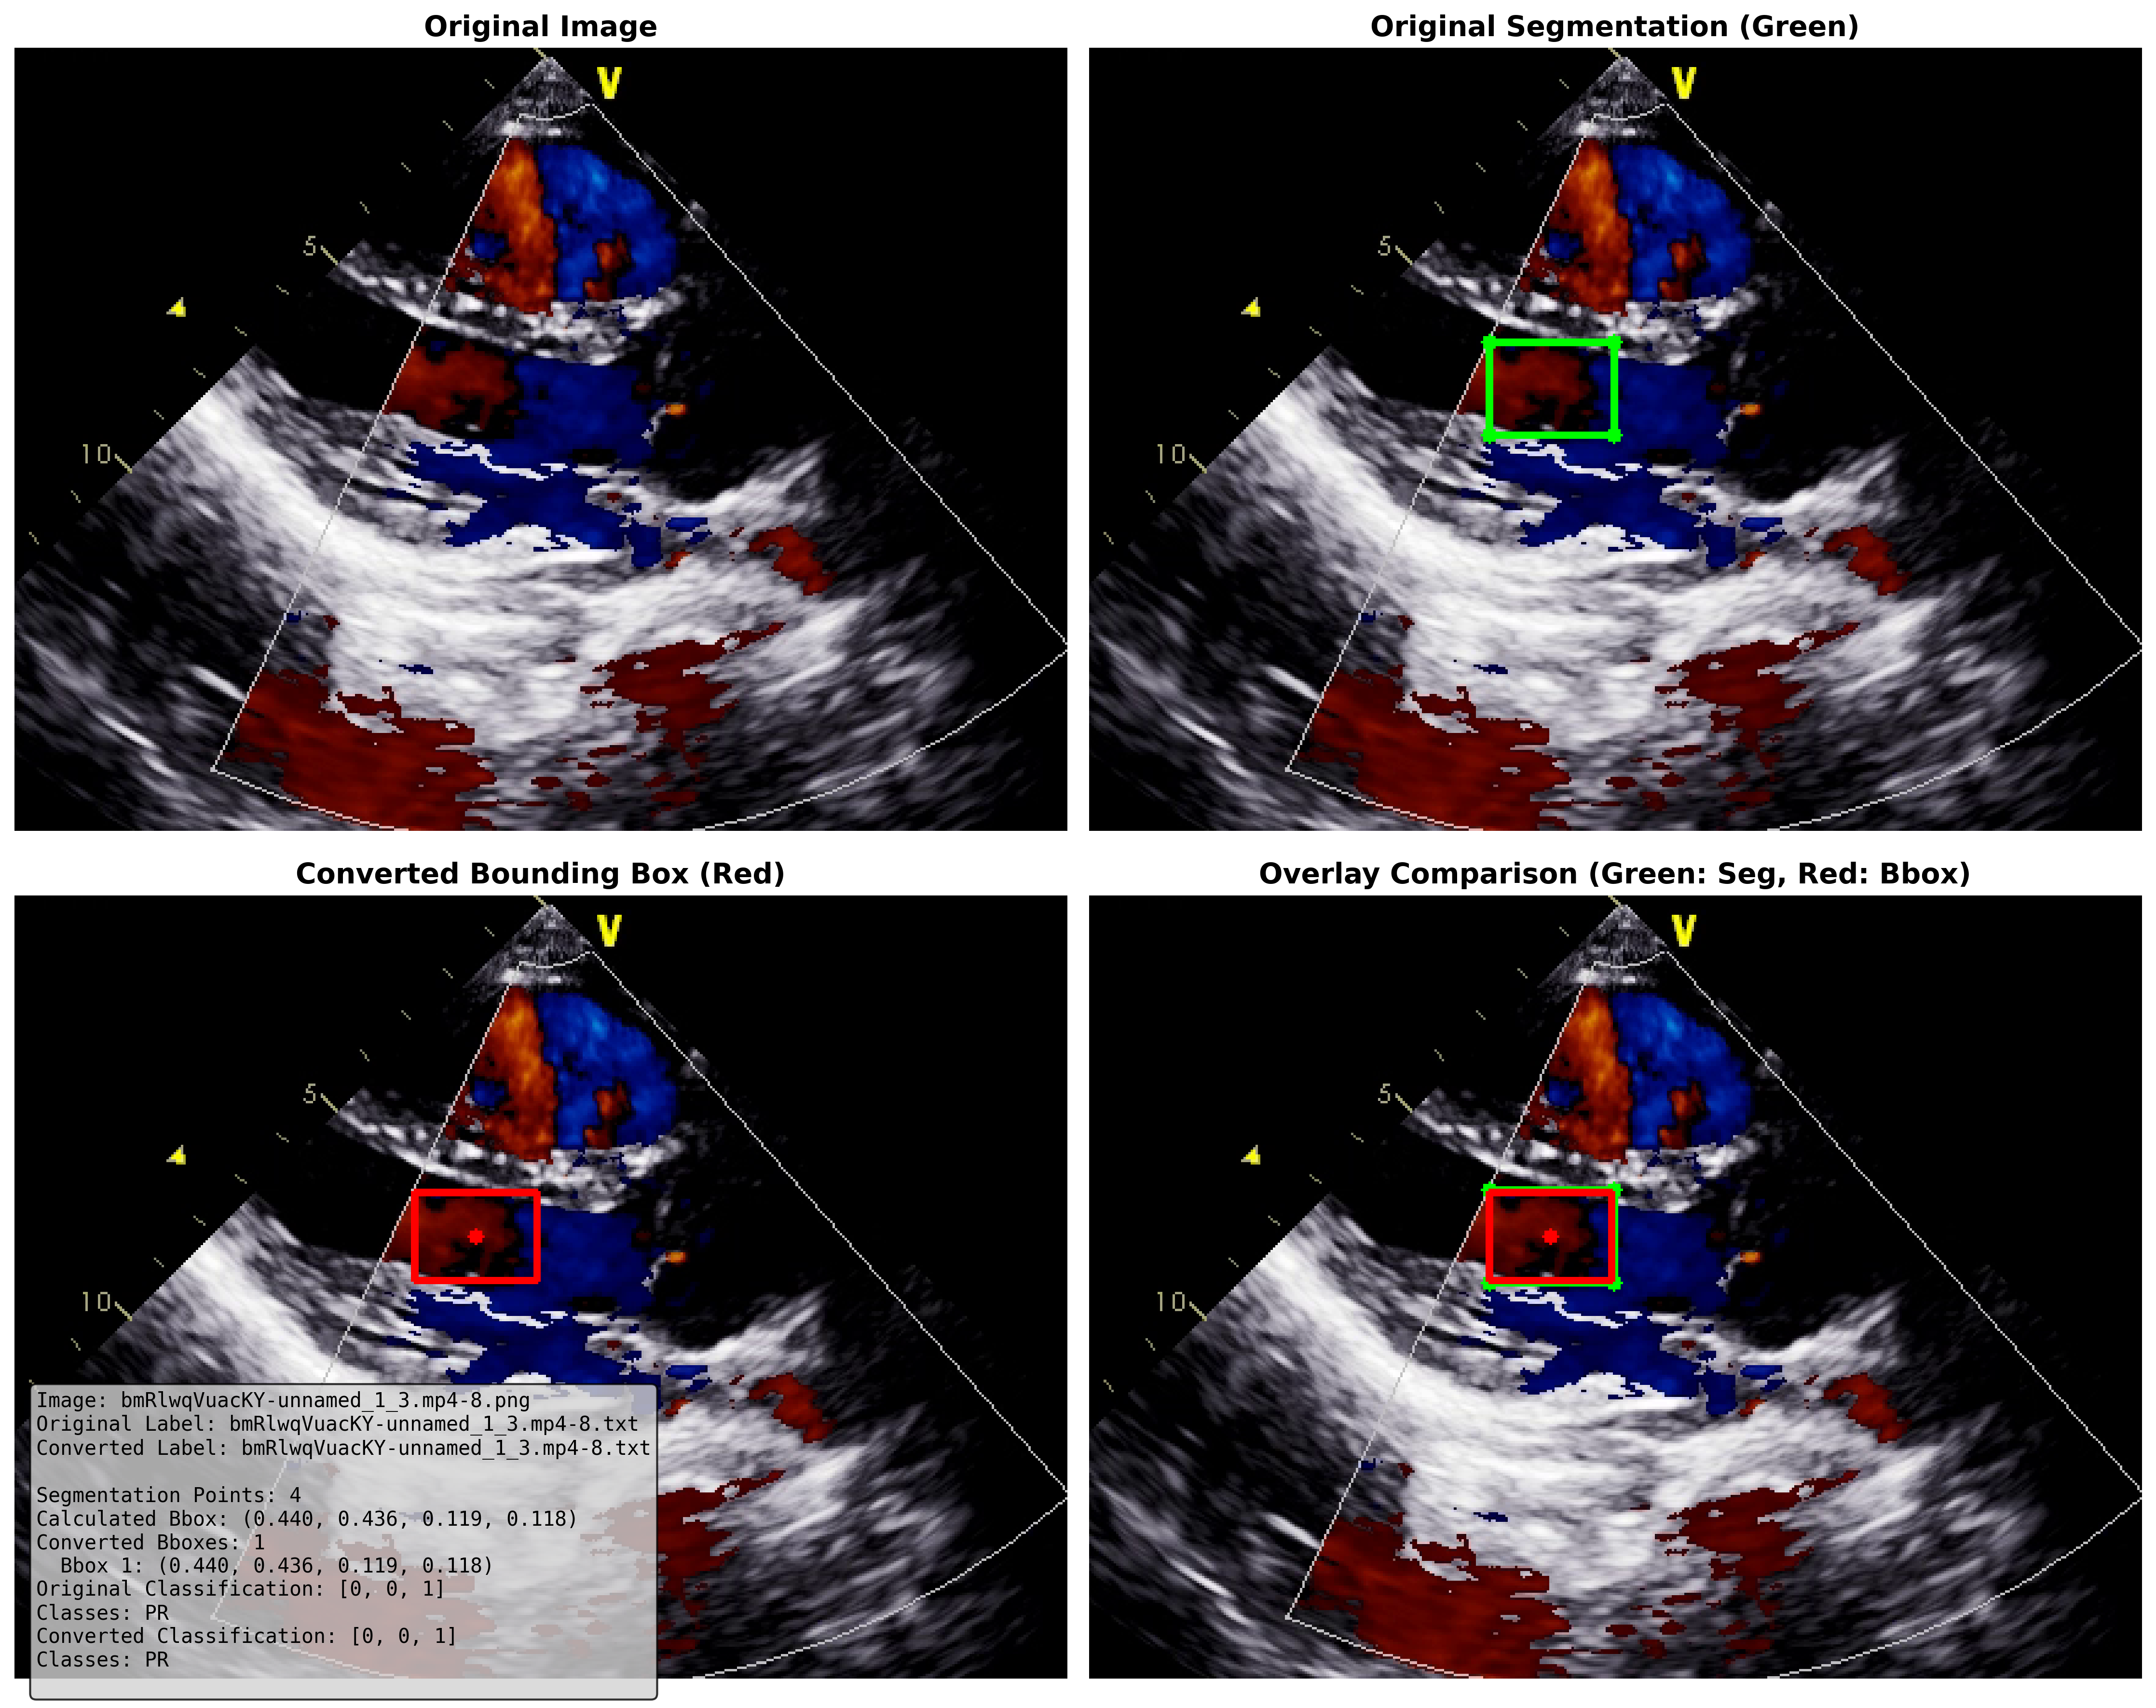 Original Image
Original Segmentation (Green)
V
5
10
V
5
10
Converted Bounding Box (Red)
Overlay Comparison (Green: Seg, Red: Bbox)
V
5
10
V
5
10
Image: bmRlwqVuacKY-unnamed_1_3.mp4-8.png
Original Label: bmRlwqVuacKY-unnamed_1_3.mp4-8.txt
Converted Label: bmRlwqVuacKY-unnamed_1_3.mp4-8.txt
Segmentation Points: 4
Calculated Bbox: (0.440, 0.436, 0.119, 0.118)
Converted Bboxes: 1
Bbox 1: (0.440, 0.436, 0.119, 0.118)
Original Classification: [0, 0, 1]
Classes: PR
Converted Classification: [0, 0, 1]
Classes: PR